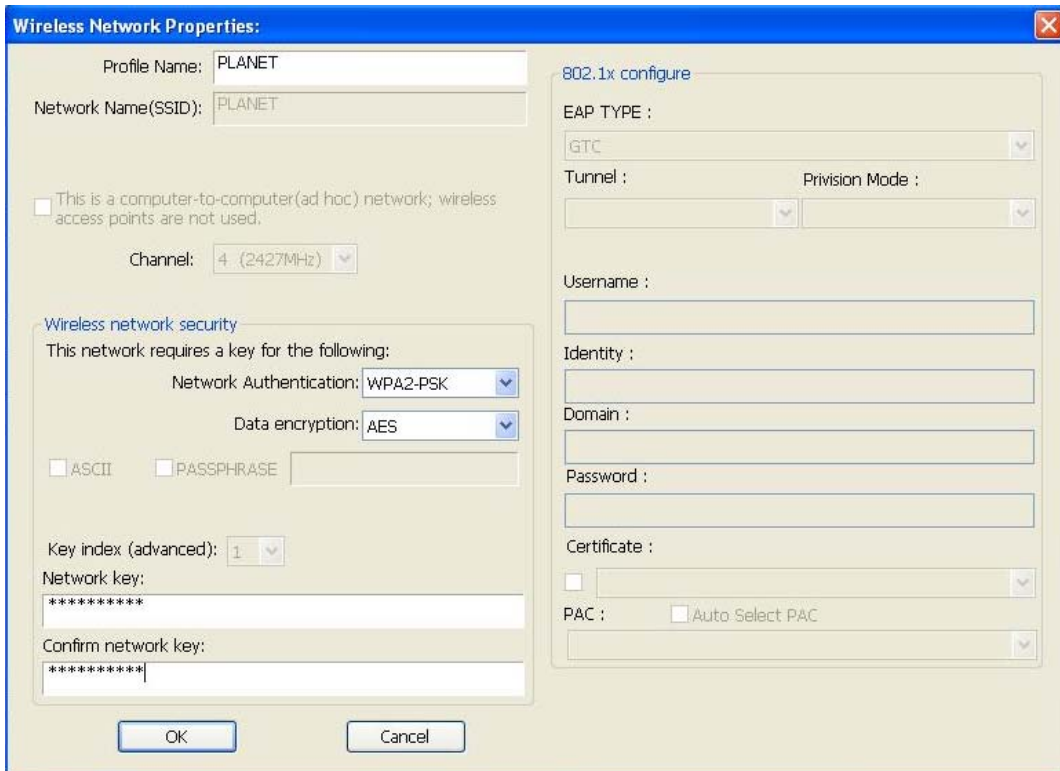 Wireless Network Properties:
Profile Name: PLANET
Network Name(SSID): PLANET
This is a computer-to-computer(ad hoc) network; wireless
access points are not used.
Channel: 4 (2427MHz)
Wireless network security
This network requires a key for the following:
Network Authentication: WPA2-PSK
Data encryption: AES
ASCII PASSPHRASE
Key index (advanced): 1
Network key:
**********
Confirm network key:
**********
OK Cancel
802.1x configure
EAP TYPE :
GTC
Tunnel : Privision Mode :
Username :
Identity :
Domain :
Password :
Certificate :
PAC : Auto Select PAC